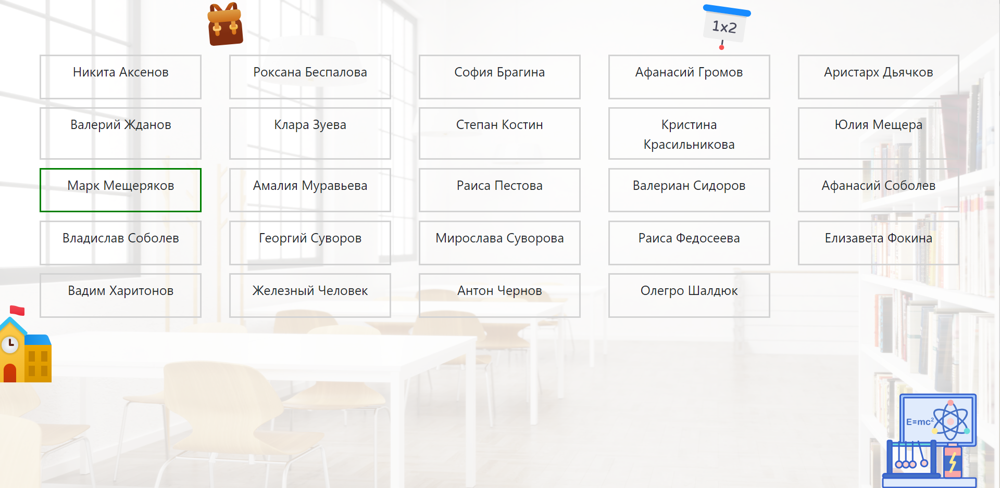 1x2
Никита Аксенов
Роксана Беспалова
София Брагина
Афанасий Громов
Аристарх Дьячков
Валерий Жданов
Клара Зуева
Степан Костин
Кристина
Красильникова
Юлия Мещера
Марк Мещеряков
Амалия Муравьева
Раиса Пестова
Валериан Сидоров
Афанасий Соболев
Владислав Соболев
Георгий Суворов
Мирослава Суворова
Раиса Федосеева
Елизавета Фокина
Вадим Харитонов
Железный Человек
Антон Чернов
Олегро Шалдюк
E=mc²